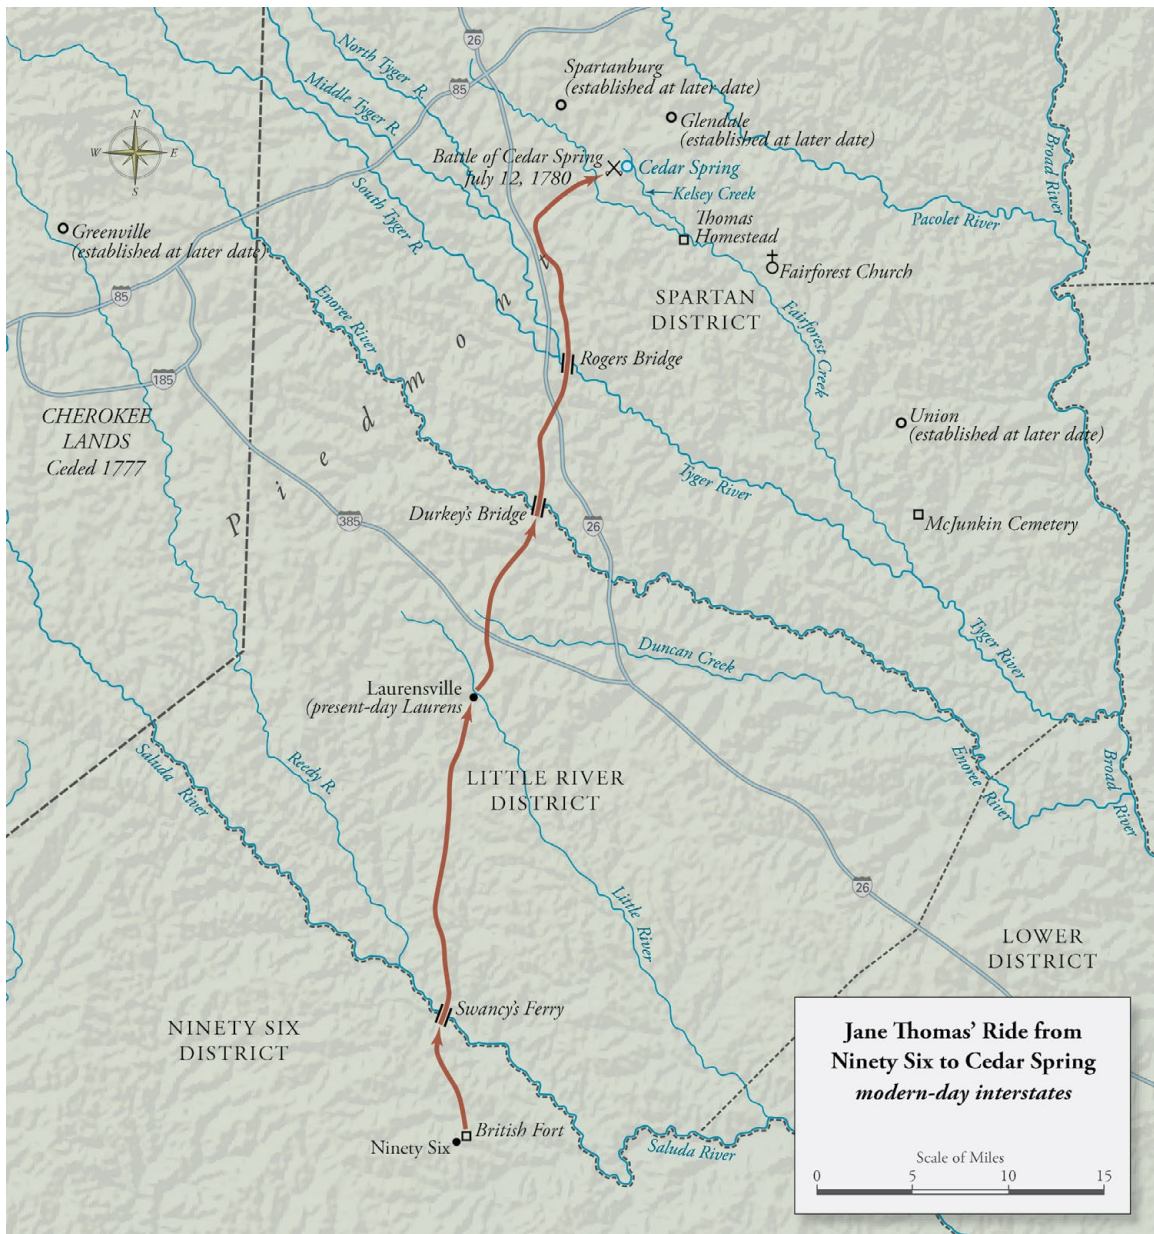 26
North Tyger R.
85
Middle Tyger R.
Spartanburg
(established at later date)
Glendale
(established at later date)
N
W
E
S
Battle of Cedar Spring
July 12, 1780
Cedar Spring
Kelsey Creek
Broad River
South Tyger R.
Pacolet River
Greenville
(established at later date)
Thomas
Homestead
Fairforest Church
85
Enoree River
SPARTAN
DISTRICT
Fairforest Creek
Piedmont
Rogers Bridge
185
CHEROKEE
LANDS
Ceded 1777
Union
(established at later date)
Tyger River
Durkey's Bridge
385
26
McJunkin Cemetery
Duncan Creek
Tyger River
Laurensville
(present-day Laurens
Saluda River
Reedy R.
LITTLE RIVER
DISTRICT
Enoree River
Broad River
Little River
26
LOWER
DISTRICT
Swancy's Ferry
NINETY SIX
DISTRICT
British Fort
Ninety Six
Saluda River
Jane Thomas' Ride from
Ninety Six to Cedar Spring
modern-day interstates
Scale of Miles
0 5 10 15